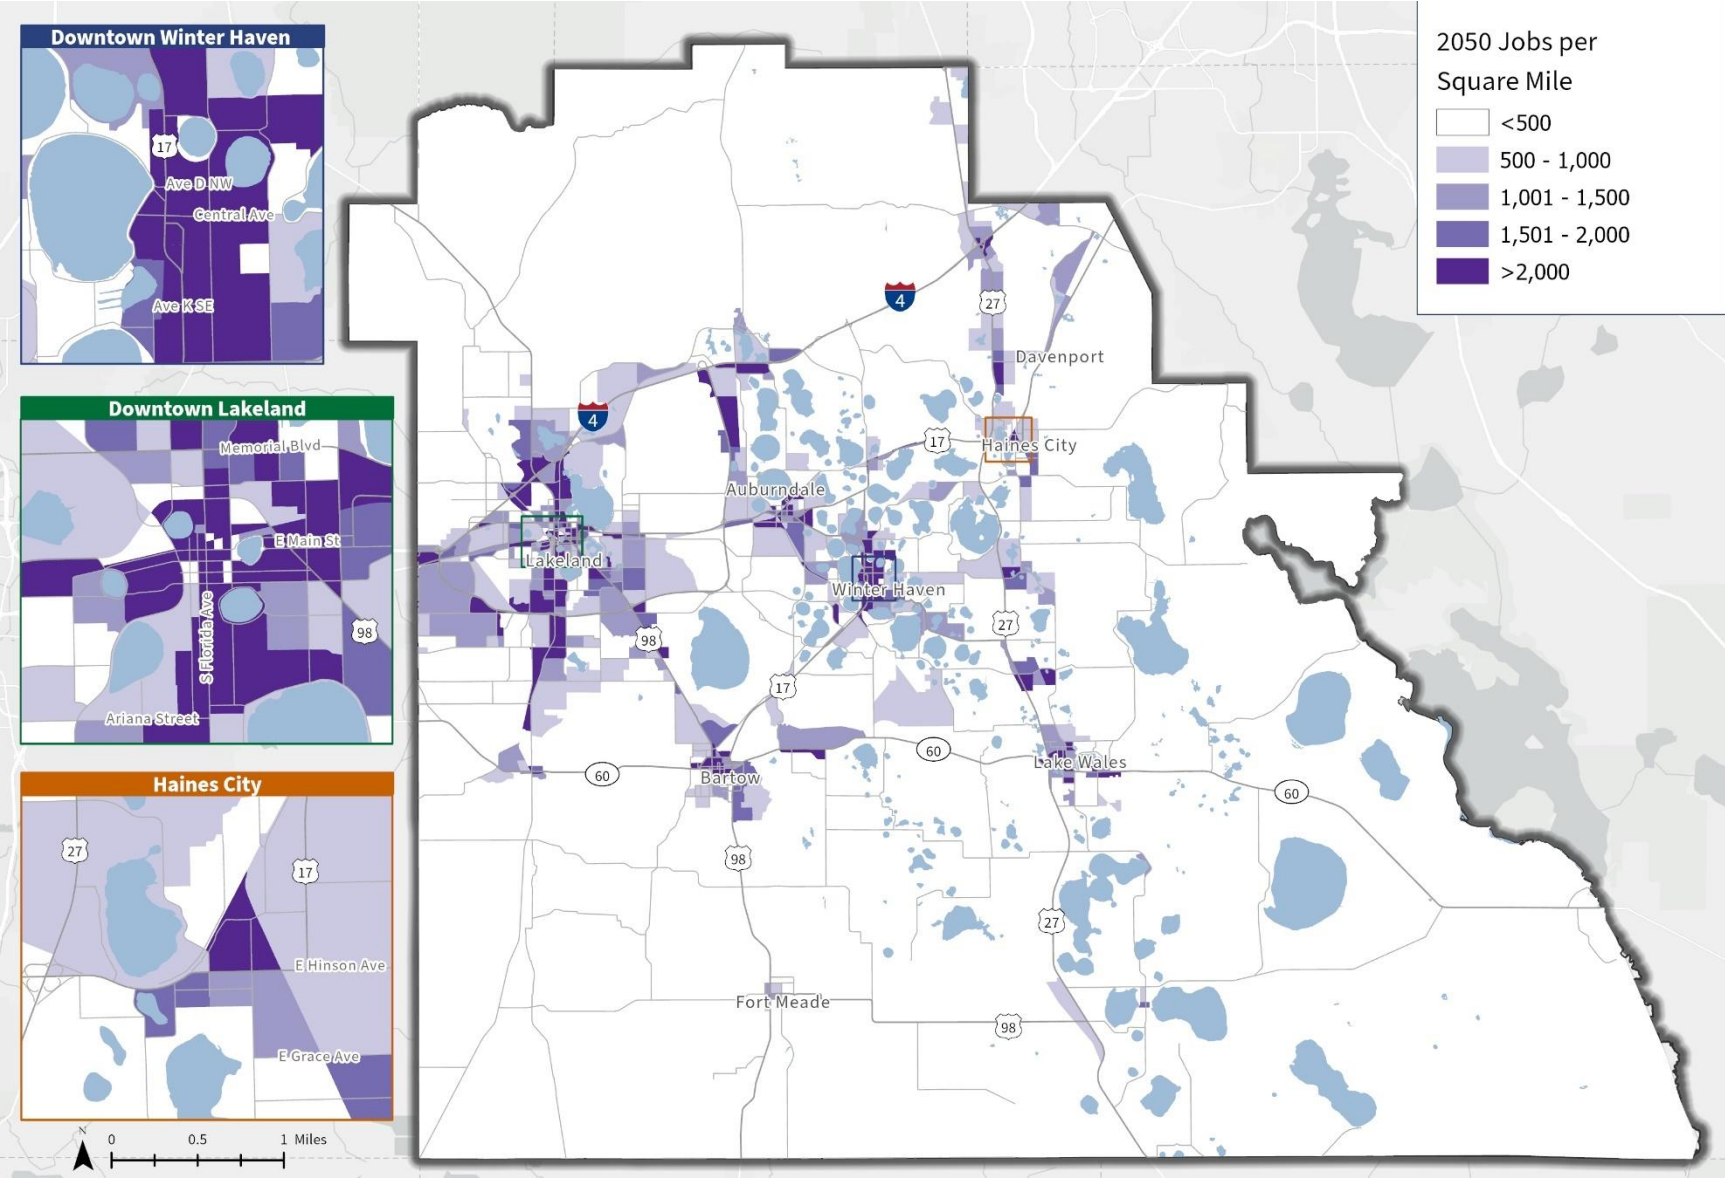 Downtown Winter Haven
17
Ave D NW
Central Ave
Ave K SE
Downtown Lakeland
Memorial Blvd
E Main St
S Florida Ave
98
Ariana Street
Haines City
27
17
E Hinson Ave
E Grace Ave
N
0 0.5 1 Miles
2050 Jobs per
Square Mile
<500
500 - 1,000
1,001 - 1,500
1,501 - 2,000
>2,000
4
27
Davenport
4
17
Haines City
Auburndale
Lakeland
Winter Haven
98
27
17
60
60
Bartow
Lake Wales
60
98
27
Fort Meade
98